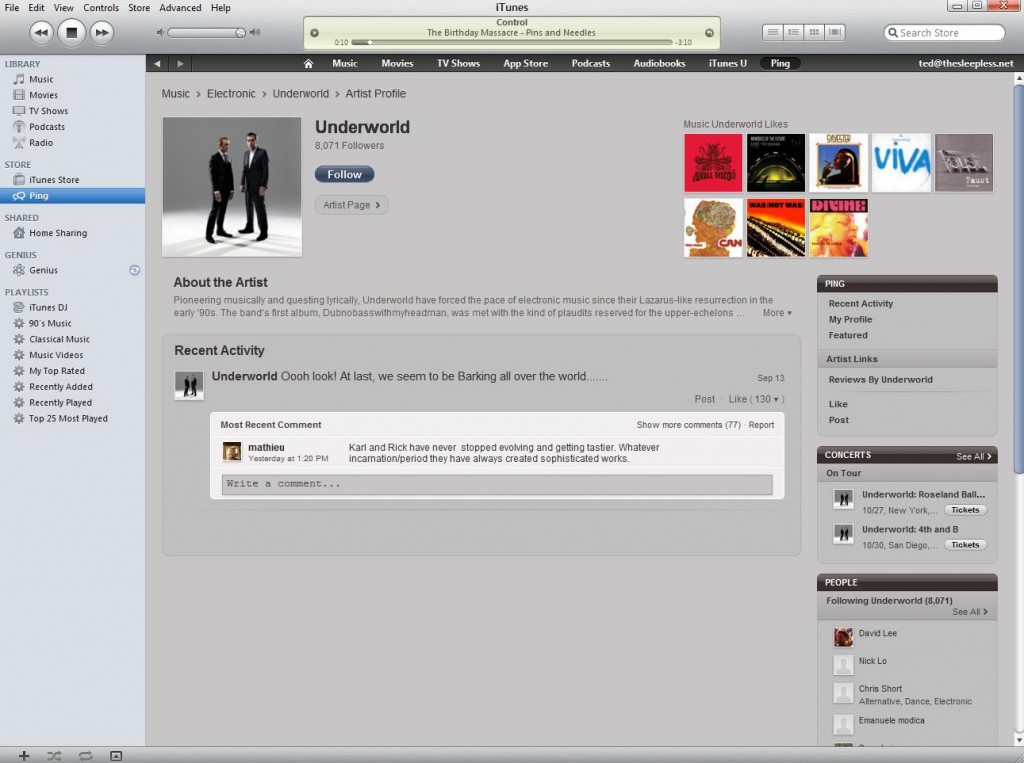 File Edit View Controls Store Advanced Help
iTunes
Control
The Birthday Massacre - Pins and Needles
0:10
-3:10
Search Store
Music Movies TV Shows App Store Podcasts Audiobooks iTunes U Ping
ted@thesleepless.net
LIBRARY
Music
Movies
TV Shows
Podcasts
Radio
STORE
iTunes Store
Ping
SHARED
Home Sharing
GENIUS
Genius
PLAYLISTS
iTunes DJ
90's Music
Classical Music
Music Videos
My Top Rated
Recently Added
Recently Played
Top 25 Most Played
Music > Electronic > Underworld > Artist Profile
Underworld
8,071 Followers
Follow
Artist Page >
Music Underworld Likes
SYLVESTER
VIVA
Faust
CAN
WAS (NOT WAS)
DIVINE
About the Artist
Pioneering musically and questing lyrically, Underworld have forced the pace of electronic music since their Lazarus-like resurrection in the
early '90s. The band's first album, Dubnobasswithmyheadman, was met with the kind of plaudits reserved for the upper-echelons ...
More ▾
Recent Activity
Underworld Oooh look! At last, we seem to be Barking all over the world.......
Sep 13
Post · Like ( 130 ▾ )
Most Recent Comment
Show more comments (77) · Report
mathieu
Yesterday at 1:20 PM
Karl and Rick have never stopped evolving and getting tastier. Whatever
incarnation/period they have always created sophisticated works.
Write a comment...
PING
Recent Activity
My Profile
Featured
Artist Links
Reviews By Underworld
Like
Post
CONCERTS
See All >
On Tour
Underworld: Roseland Ball...
10/27, New York,... Tickets
Underworld: 4th and B
10/30, San Diego,... Tickets
PEOPLE
Following Underworld (8,071)
See All >
David Lee
Nick Lo
Chris Short
Alternative, Dance, Electronic
Emanuele modica